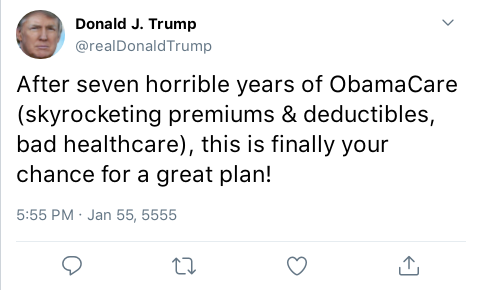 Donald J. Trump
@realDonaldTrump
After seven horrible years of ObamaCare
(skyrocketing premiums & deductibles,
bad healthcare), this is finally your
chance for a great plan!
5:55 PM · Jan 55, 5555